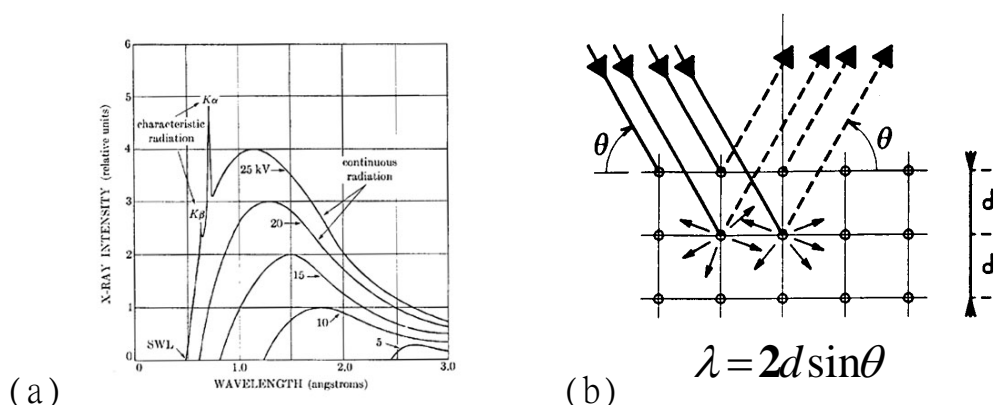 6
5
4
3
2
1
0
X-RAY INTENSITY (relative units)
Kα
characteristic
radiation
Kβ
25 kV
continuous
radiation
20
15
10
5
SWL
0
1.0
2.0
3.0
WAVELENGTH (angstroms)
(a)
θ
θ
d
d
λ = 2d sinθ
(b)